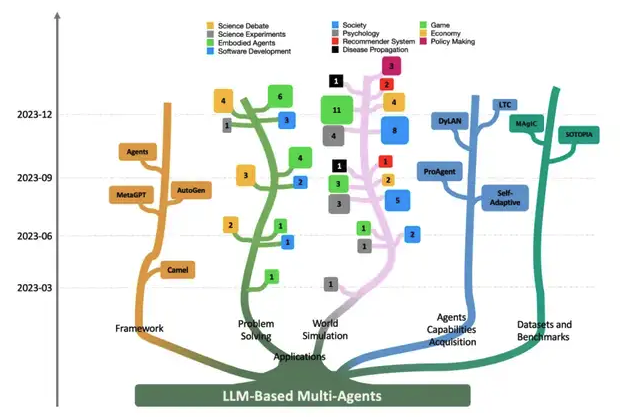 Science Debate
Science Experiments
Embodied Agents
Software Development
Society
Psychology
Recommender System
Disease Propagation
Game
Economy
Policy Making
2023-12
2023-09
2023-06
2023-03
Agents
MetaGPT
AutoGen
Camel
Framework
4
6
1
3
4
3
2
2
1
1
1
Problem
Solving
3
1
2
11
4
4
8
1
1
3
2
3
5
1
2
1
1
World
Simulation
Applications
LTC
DyLAN
ProAgent
Self-
Adaptive
Agents
Capabilities
Acquisition
MAgIC
SOTOPIA
Datasets and
Benchmarks
LLM-Based Multi-Agents